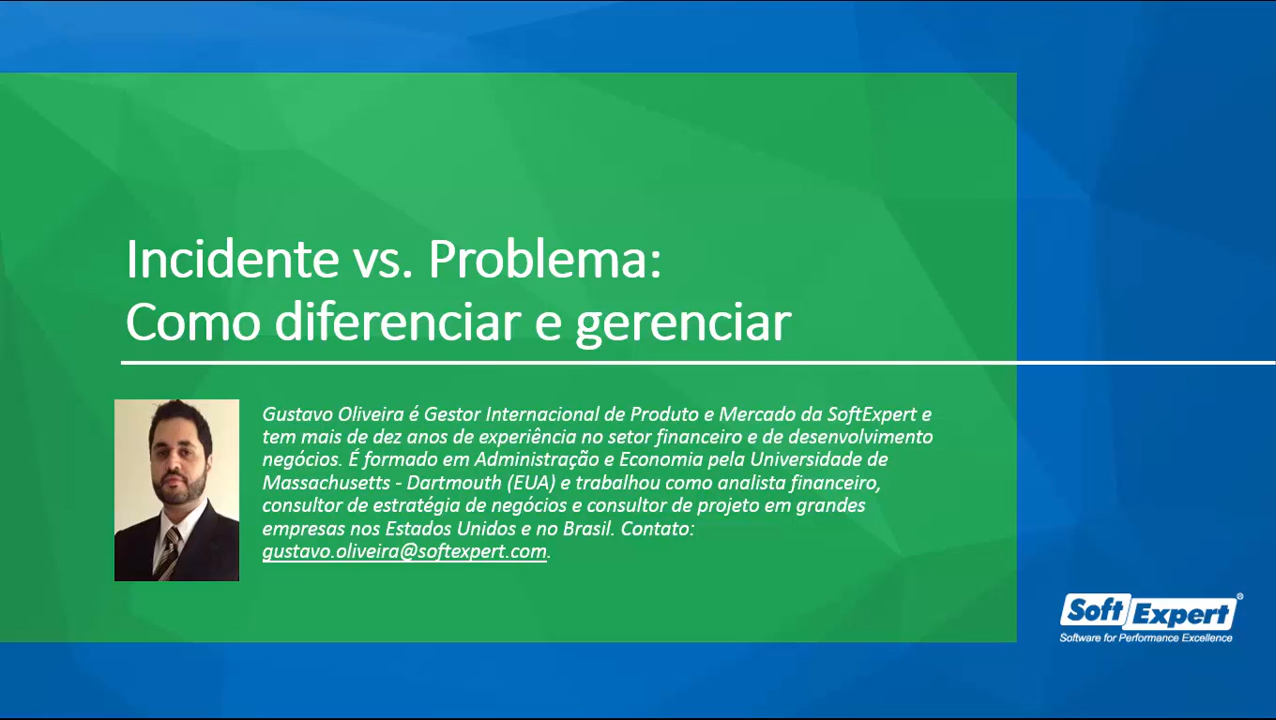 Incidente vs. Problema:
Como diferenciar e gerenciar
Gustavo Oliveira é Gestor Internacional de Produto e Mercado da SoftExpert e
tem mais de dez anos de experiência no setor financeiro e de desenvolvimento
negócios. É formado em Administração e Economia pela Universidade de
Massachusetts - Dartmouth (EUA) e trabalhou como analista financeiro,
consultor de estratégia de negócios e consultor de projeto em grandes
empresas nos Estados Unidos e no Brasil. Contato:
gustavo.oliveira@softexpert.com.
Soft Expert®
Software for Performance Excellence